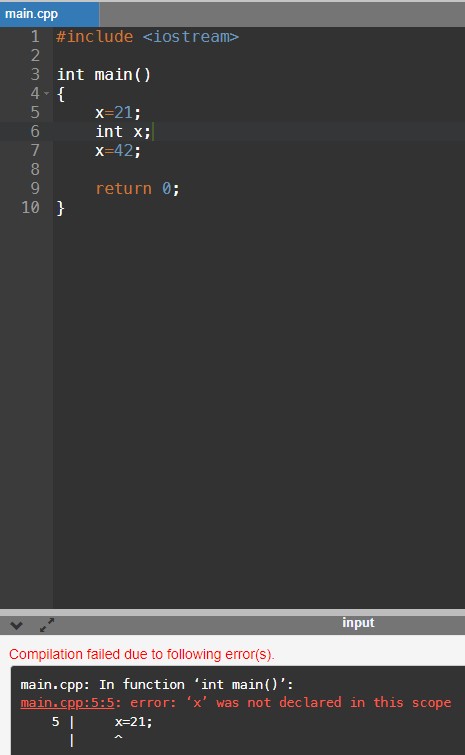 main.cpp
1 #include <iostream>
2
3 int main()
4 {
5 x=21;
6 int x;
7 x=42;
8
9 return 0;
10 }
input
Compilation failed due to following error(s).
main.cpp: In function ‘int main()’:
main.cpp:5:5: error: ‘x’ was not declared in this scope
5 | x=21;
| ^